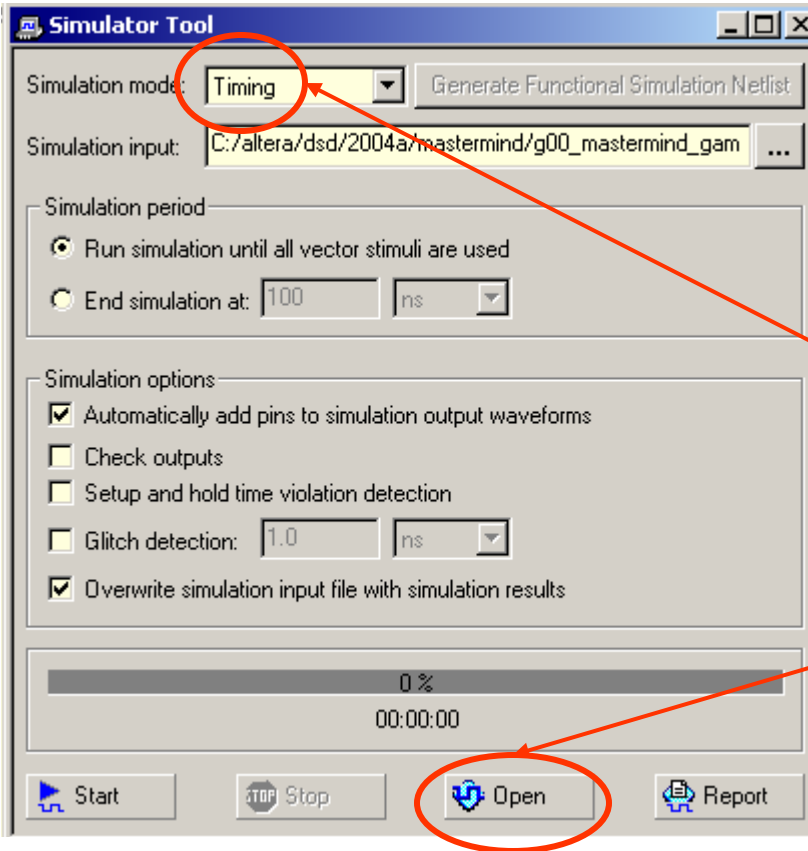 Simulator Tool
Simulation mode: Timing Generate Functional Simulation Netlist
Simulation input: C:/altera/dsd/2004a/mastermind/g00_mastermind_gam ...
Simulation period
Run simulation until all vector stimuli are used
End simulation at: 100 ns
Simulation options
Automatically add pins to simulation output waveforms
Check outputs
Setup and hold time violation detection
Glitch detection: 1.0 ns
Overwrite simulation input file with simulation results
0 %
00:00:00
Start STOP Stop Open Report